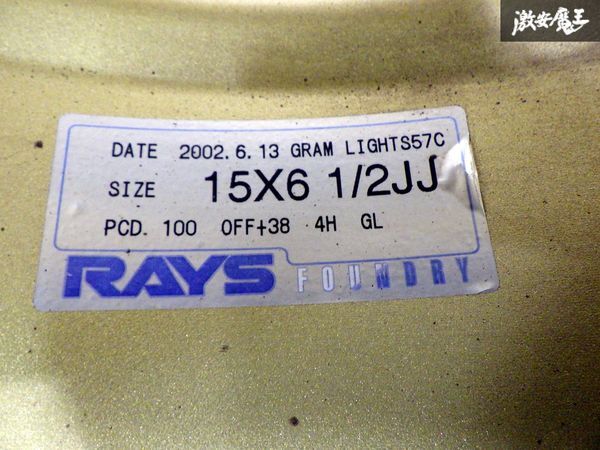 激安魔王
DATE 2002.6.13 GRAM LIGHTS57C
SIZE 15X6 1/2JJ
PCD. 100 OFF+38 4H GL
RAYS FOUNDRY